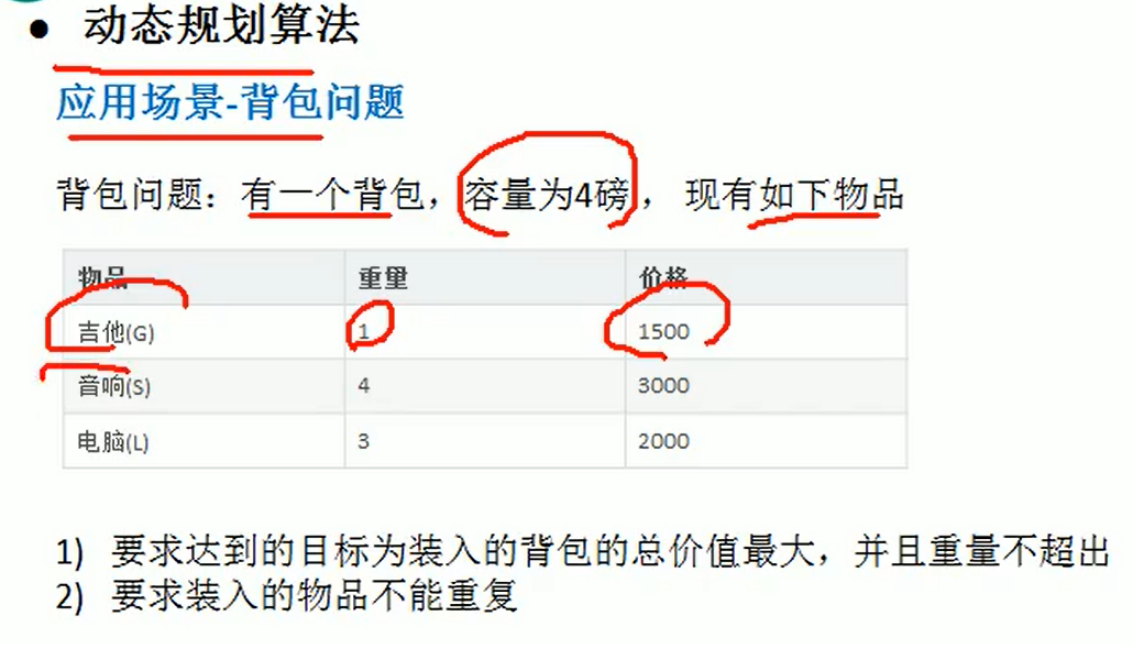 ● 动态规划算法
应用场景-背包问题
背包问题：有一个背包，容量为4磅， 现有如下物品
物品 重量 价格
吉他(G) 1 1500
音响(S) 4 3000
电脑(L) 3 2000
1) 要求达到的目标为装入的背包的总价值最大，并且重量不超出
2) 要求装入的物品不能重复